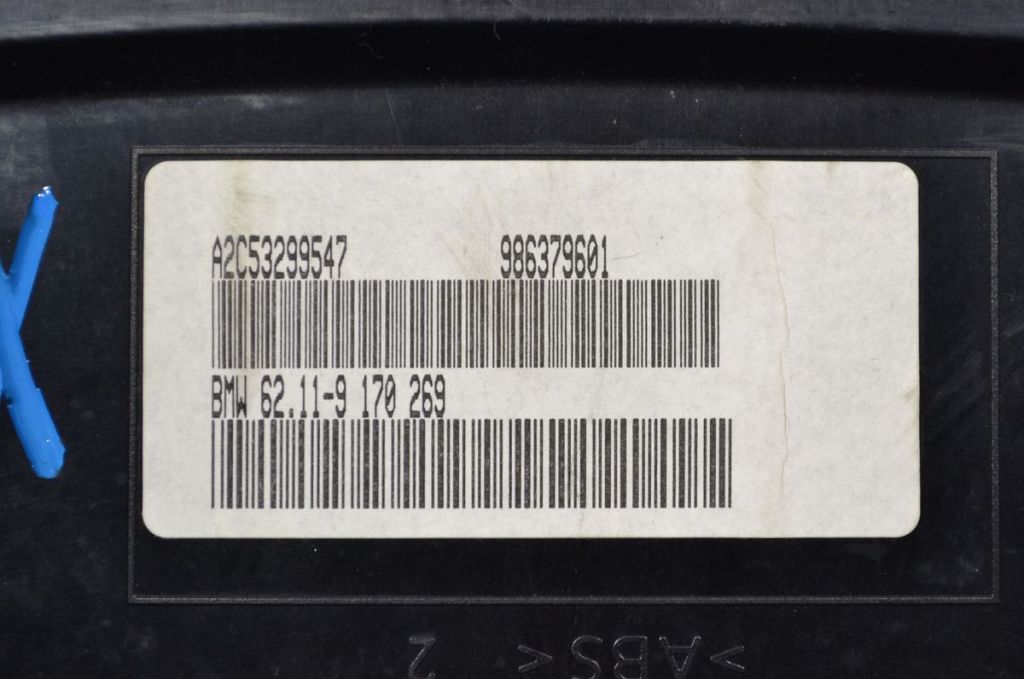 A2C53299547 986379601
BMW 62.11-9 170 269
>ABS< 2